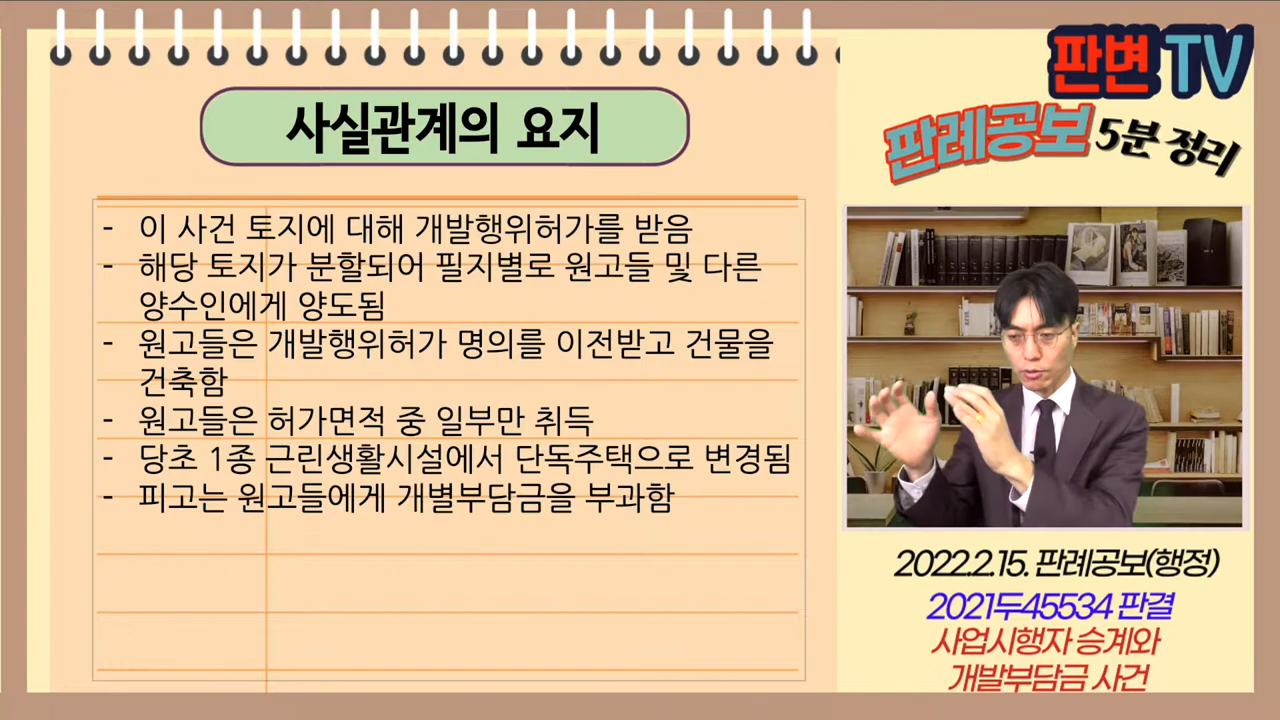 사실관계의 요지
- 이 사건 토지에 대해 개발행위허가를 받음
- 해당 토지가 분할되어 필지별로 원고들 및 다른
양수인에게 양도됨
- 원고들은 개발행위허가 명의를 이전받고 건물을
건축함
- 원고들은 허가면적 중 일부만 취득
- 당초 1종 근린생활시설에서 단독주택으로 변경됨
- 피고는 원고들에게 개별부담금을 부과함
판변 TV
판례공보 5분 정리
2022.2.15. 판례공보(행정)
2021두45534 판결
사업시행자 승계와
개발부담금 사건